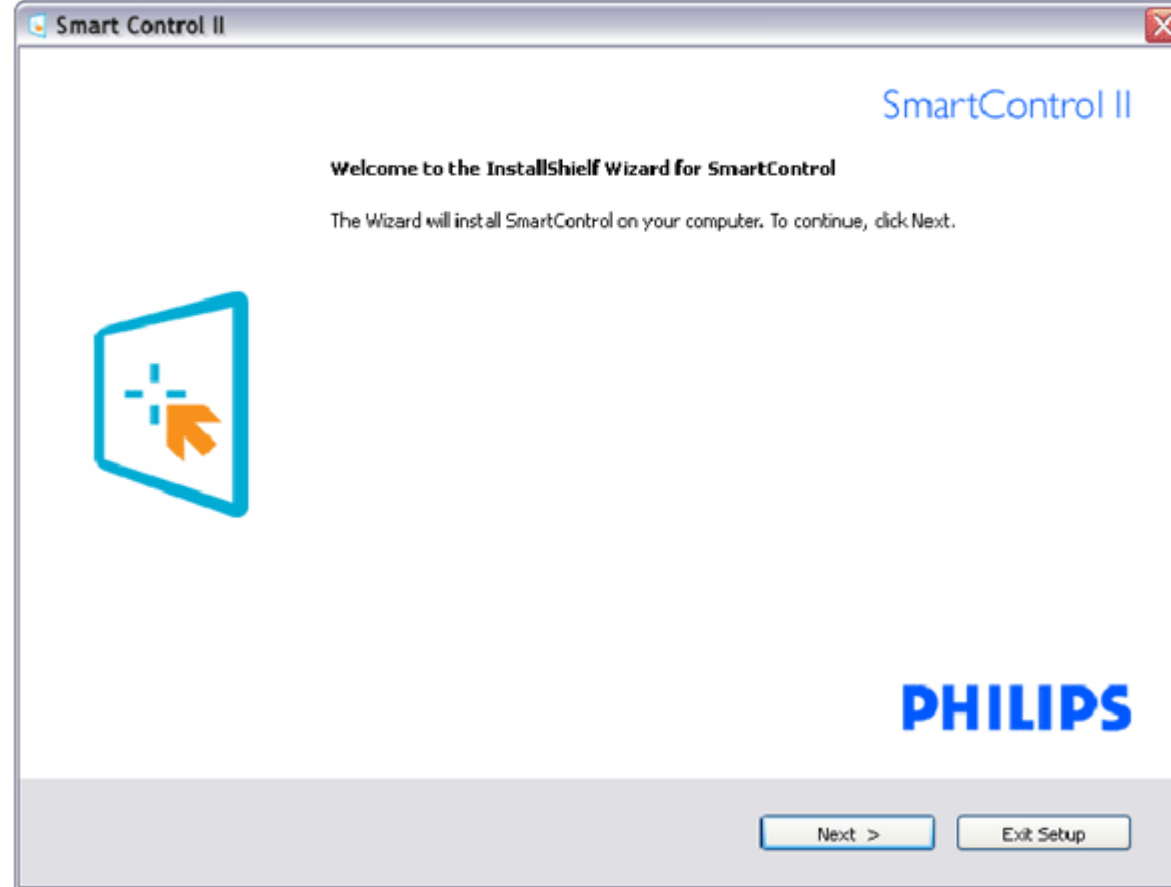 Smart Control II
SmartControl II
Welcome to the InstallShielf Wizard for SmartControl
The Wizard will install SmartControl on your computer. To continue, click Next.
PHILIPS
Next >
Exit Setup